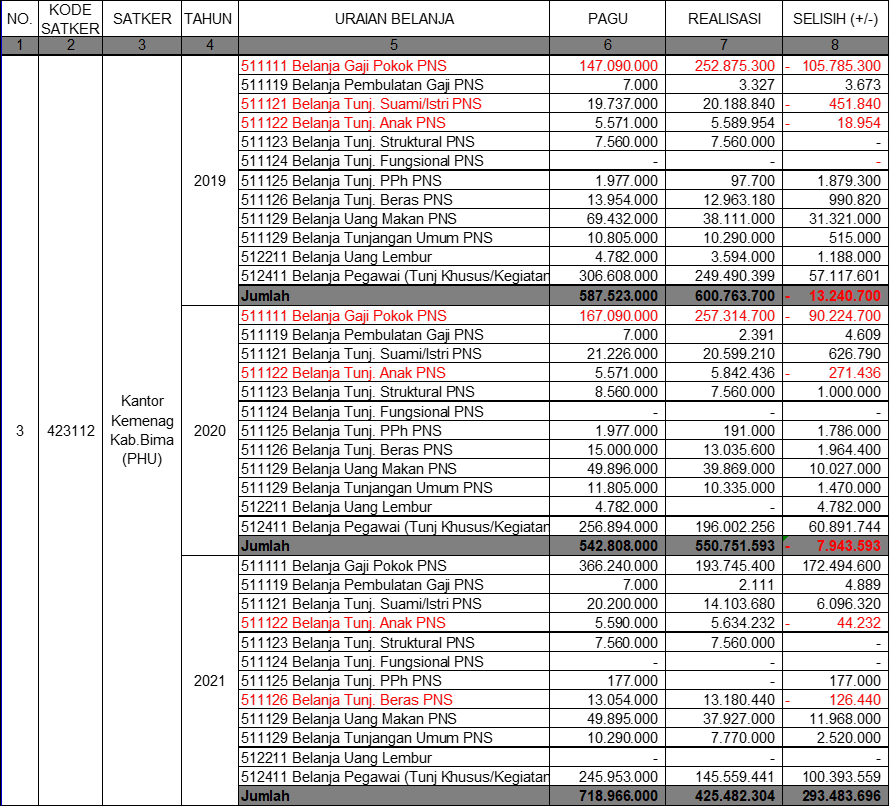 NO. KODE SATKER SATKER TAHUN URAIAN BELANJA PAGU REALISASI SELISIH (+/-)
1 2 3 4 5 6 7 8
3 423112 Kantor Kemenag Kab.Bima (PHU)
2019
511111 Belanja Gaji Pokok PNS 147.090.000 252.875.300 - 105.785.300
511119 Belanja Pembulatan Gaji PNS 7.000 3.327 3.673
511121 Belanja Tunj. Suami/Istri PNS 19.737.000 20.188.840 - 451.840
511122 Belanja Tunj. Anak PNS 5.571.000 5.589.954 - 18.954
511123 Belanja Tunj. Struktural PNS 7.560.000 7.560.000 -
511124 Belanja Tunj. Fungsional PNS - - -
511125 Belanja Tunj. PPh PNS 1.977.000 97.700 1.879.300
511126 Belanja Tunj. Beras PNS 13.954.000 12.963.180 990.820
511129 Belanja Uang Makan PNS 69.432.000 38.111.000 31.321.000
511129 Belanja Tunjangan Umum PNS 10.805.000 10.290.000 515.000
512211 Belanja Uang Lembur 4.782.000 3.594.000 1.188.000
512411 Belanja Pegawai (Tunj Khusus/Kegiatan 306.608.000 249.490.399 57.117.601
Jumlah 587.523.000 600.763.700 - 13.240.700
2020
511111 Belanja Gaji Pokok PNS 167.090.000 257.314.700 - 90.224.700
511119 Belanja Pembulatan Gaji PNS 7.000 2.391 4.609
511121 Belanja Tunj. Suami/Istri PNS 21.226.000 20.599.210 626.790
511122 Belanja Tunj. Anak PNS 5.571.000 5.842.436 - 271.436
511123 Belanja Tunj. Struktural PNS 8.560.000 7.560.000 1.000.000
511124 Belanja Tunj. Fungsional PNS - - -
511125 Belanja Tunj. PPh PNS 1.977.000 191.000 1.786.000
511126 Belanja Tunj. Beras PNS 15.000.000 13.035.600 1.964.400
511129 Belanja Uang Makan PNS 49.896.000 39.869.000 10.027.000
511129 Belanja Tunjangan Umum PNS 11.805.000 10.335.000 1.470.000
512211 Belanja Uang Lembur 4.782.000 - 4.782.000
512411 Belanja Pegawai (Tunj Khusus/Kegiatan 256.894.000 196.002.256 60.891.744
Jumlah 542.808.000 550.751.593 - 7.943.593
2021
511111 Belanja Gaji Pokok PNS 366.240.000 193.745.400 172.494.600
511119 Belanja Pembulatan Gaji PNS 7.000 2.111 4.889
511121 Belanja Tunj. Suami/Istri PNS 20.200.000 14.103.680 6.096.320
511122 Belanja Tunj. Anak PNS 5.590.000 5.634.232 - 44.232
511123 Belanja Tunj. Struktural PNS 7.560.000 7.560.000 -
511124 Belanja Tunj. Fungsional PNS - - -
511125 Belanja Tunj. PPh PNS 177.000 - 177.000
511126 Belanja Tunj. Beras PNS 13.054.000 13.180.440 - 126.440
511129 Belanja Uang Makan PNS 49.895.000 37.927.000 11.968.000
511129 Belanja Tunjangan Umum PNS 10.290.000 7.770.000 2.520.000
512211 Belanja Uang Lembur - - -
512411 Belanja Pegawai (Tunj Khusus/Kegiatan 245.953.000 145.559.441 100.393.559
Jumlah 718.966.000 425.482.304 293.483.696